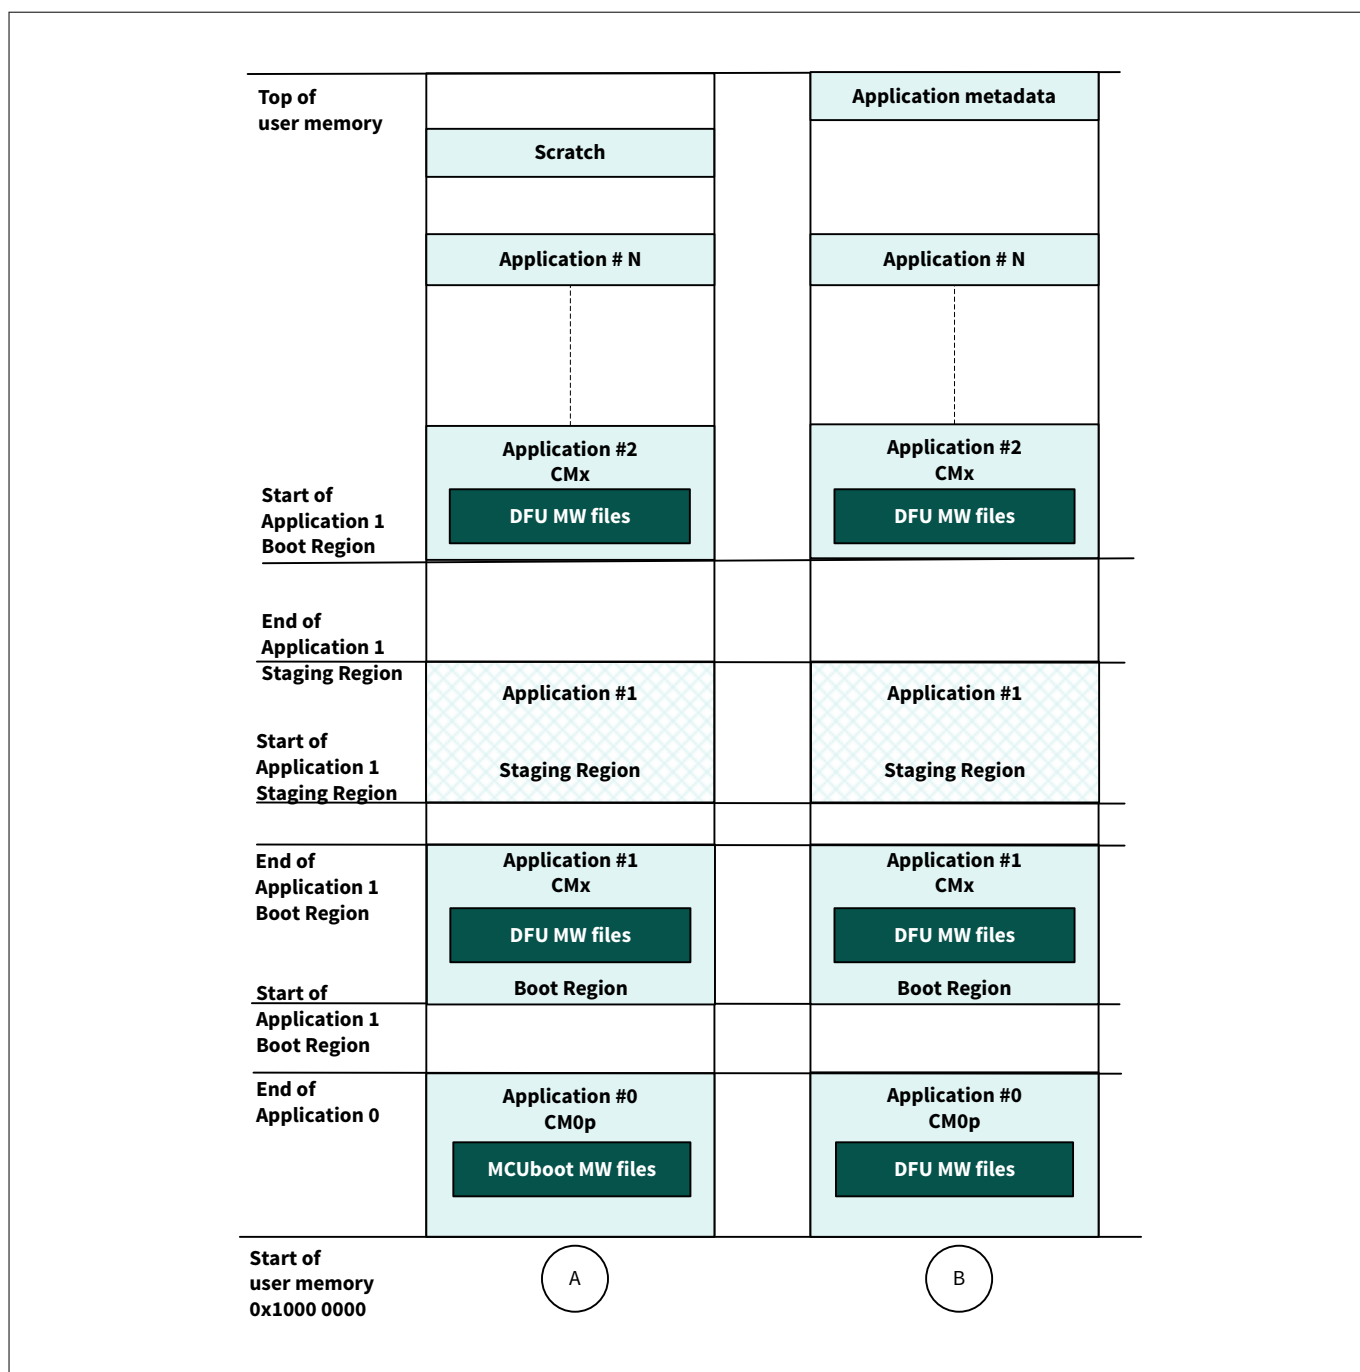 Top of
user memory
Application metadata
Scratch
Application # N
Application # N
Application #2
CMx
DFU MW files
Application #2
CMx
DFU MW files
Start of
Application 1
Boot Region
End of
Application 1
Staging Region
Application #1
Staging Region
Application #1
Staging Region
Start of
Application 1
Staging Region
End of
Application 1
Boot Region
Application #1
CMx
DFU MW files
Boot Region
Application #1
CMx
DFU MW files
Boot Region
Start of
Application 1
Boot Region
End of
Application 0
Application #0
CM0p
MCUboot MW files
Application #0
CM0p
DFU MW files
Start of
user memory
0x1000 0000
A
B